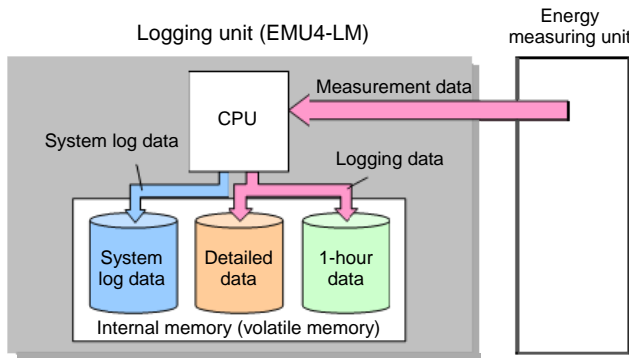 Energy
measuring unit
Logging unit (EMU4-LM)
Measurement data
CPU
System log data
Logging data
System
log data
Detailed
data
1-hour
data
Internal memory (volatile memory)